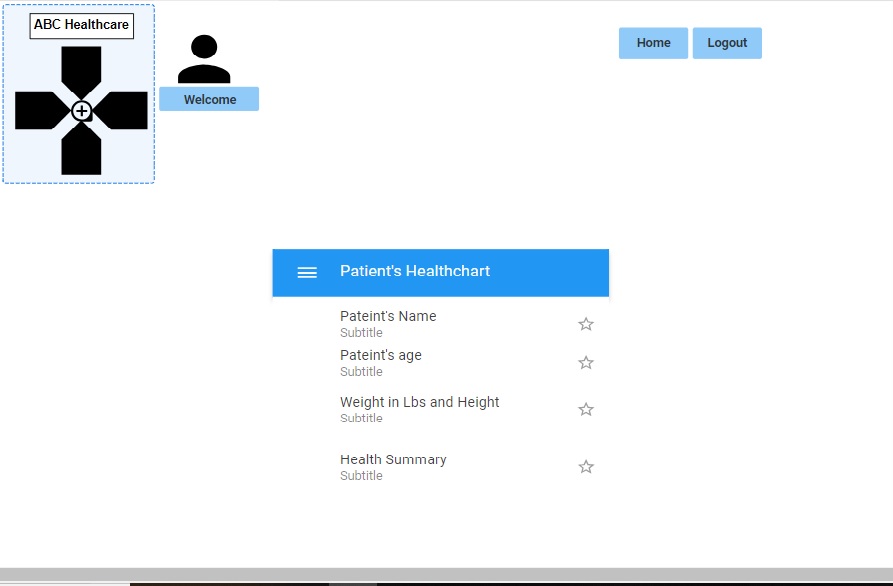 ABC Healthcare
Welcome
Home
Logout
Patient's Healthchart
Pateint's Name
Subtitle
Pateint's age
Subtitle
Weight in Lbs and Height
Subtitle
Health Summary
Subtitle